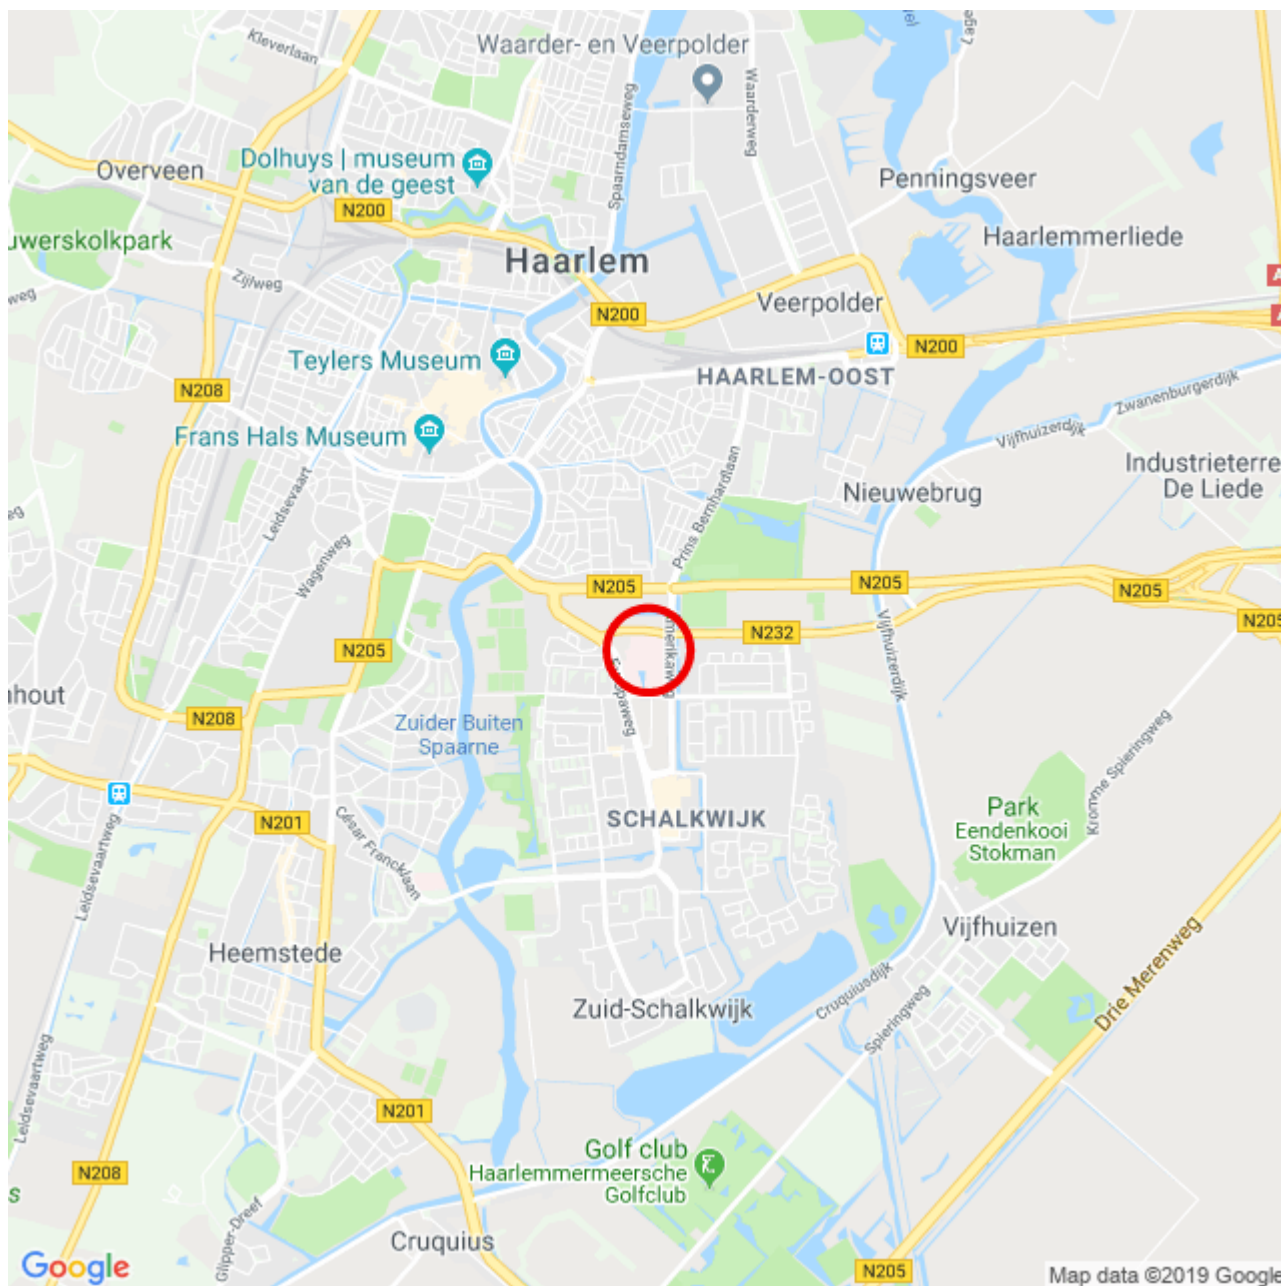 Kleverlaan
Waarder- en Veerpolder
Waarderweg
Spaarndamseweg
Overveen
Dolhuys | museum
van de geest
Penningsveer
N200
uwerskolkpark
Haarlemmerliede
Haarlem
Zijlweg
weg
Veerpolder
N200
N200
Teylers Museum
HAARLEM-OOST
N208
Zwanenburgerdijk
Frans Hals Museum
Vijfhuizerdijk
Leidsevaart
Prins Bernhardlaan
Industrieterre
De Liede
Nieuwebrug
eg
Wagenweg
N205
N205
N205
N205
N232
N205
merikaweg
Vijfhuizerdijk
nhout
N208
Zuider Buiten
Spaarne
Kromme Spieringweg
N201
SCHALKWIJK
Park
Eendenkooi
Stokman
César Francklaan
Leidsevaartweg
Heemstede
Vijfhuizen
Drie Merenweg
Zuid-Schalkwijk
Cruquiusdijk
Spieringweg
Leidsevaartweg
N201
Golf club
Haarlemmermeersche
Golfclub
N208
s
Glipper-Dreef
Cruquius
Google
N205
Map data ©2019 Google